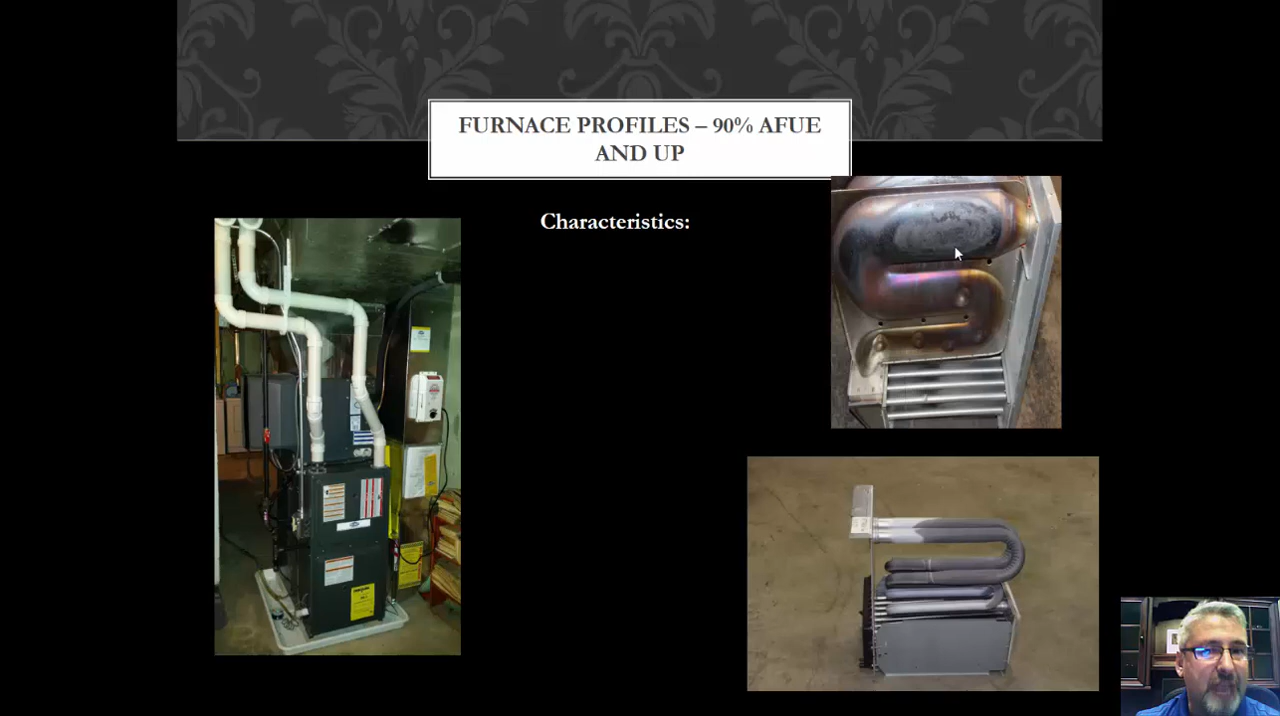 FURNACE PROFILES – 90% AFUE
AND UP
Characteristics: